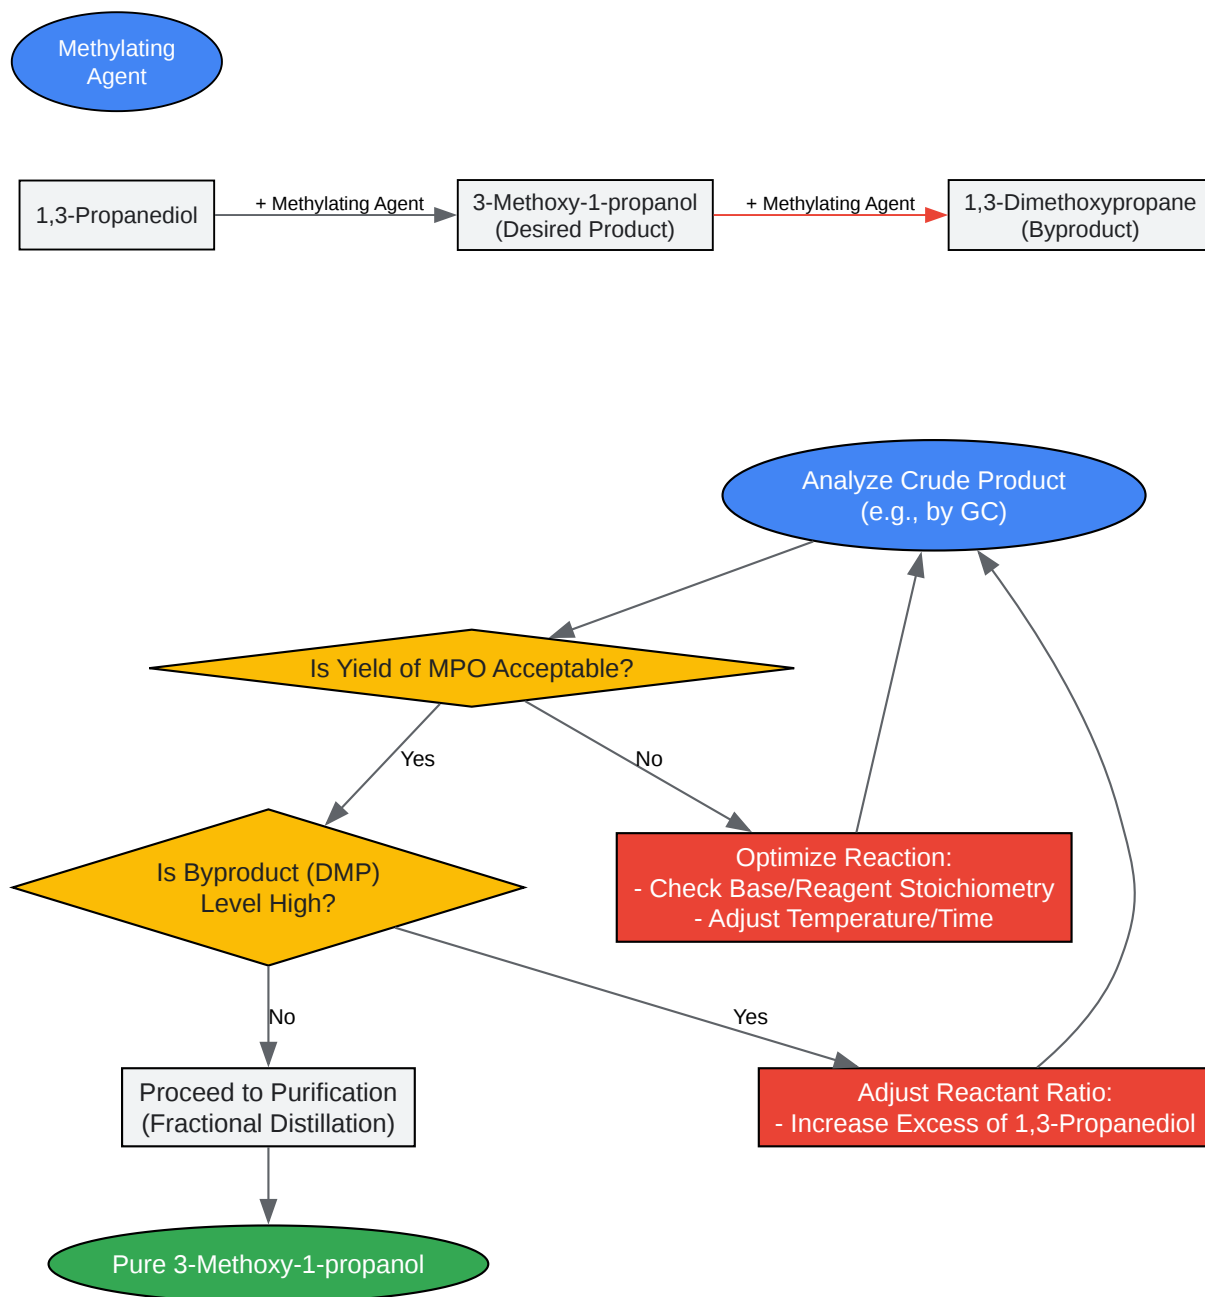 Methylating
Agent
1,3-Propanediol
+ Methylating Agent
3-Methoxy-1-propanol
(Desired Product)
+ Methylating Agent
1,3-Dimethoxypropane
(Byproduct)
Analyze Crude Product
(e.g., by GC)
Is Yield of MPO Acceptable?
Yes
No
Is Byproduct (DMP)
Level High?
Optimize Reaction:
- Check Base/Reagent Stoichiometry
- Adjust Temperature/Time
No
Yes
Proceed to Purification
(Fractional Distillation)
Adjust Reactant Ratio:
- Increase Excess of 1,3-Propanediol
Pure 3-Methoxy-1-propanol